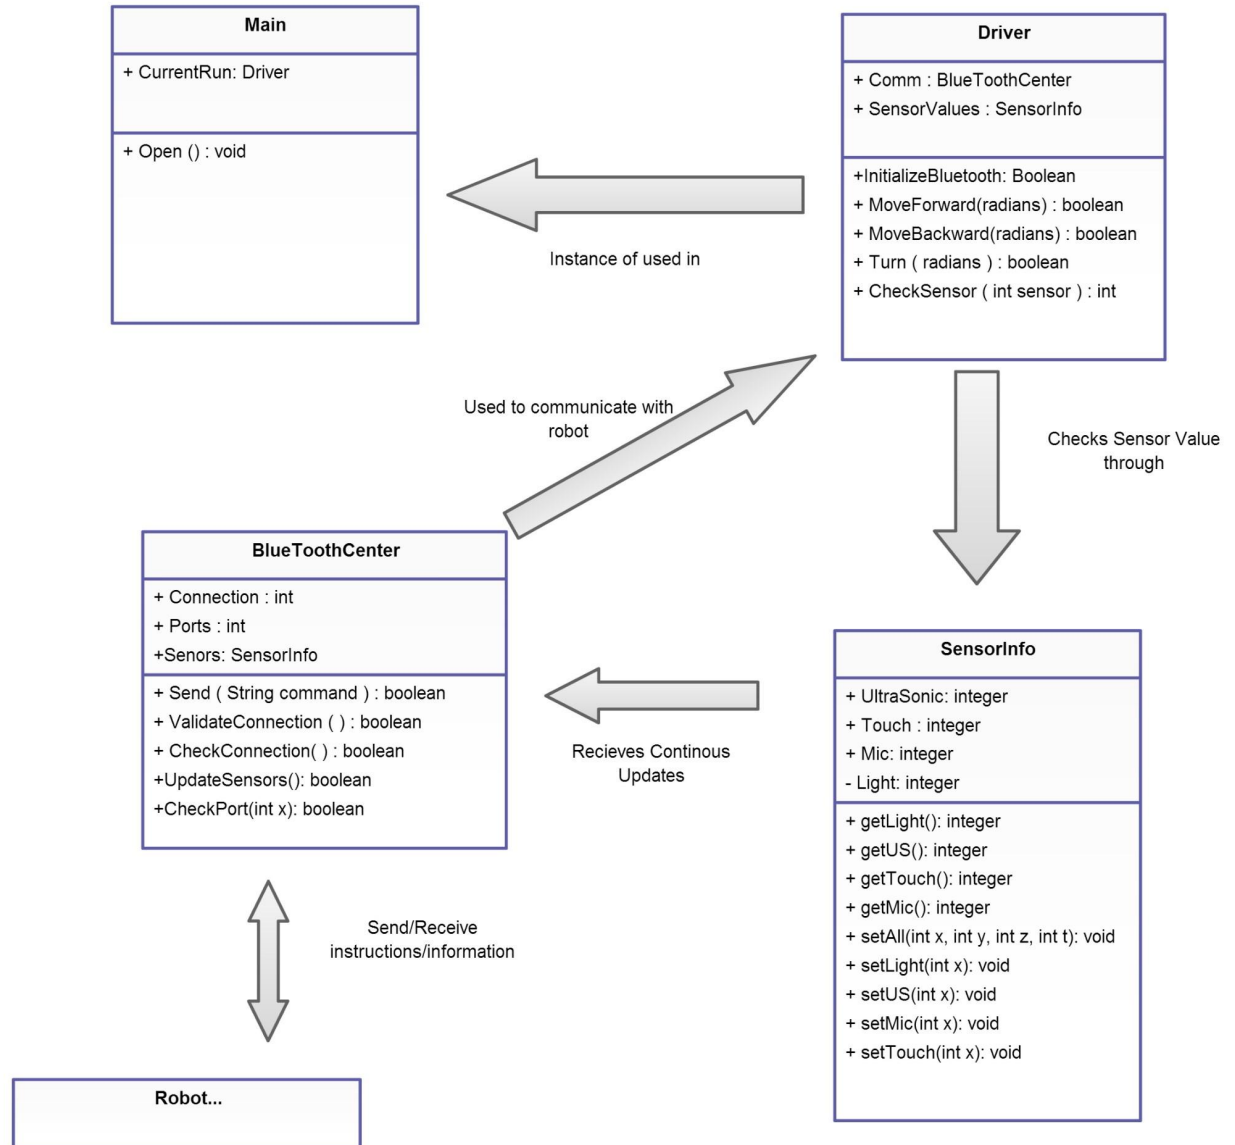 Main
+ CurrentRun: Driver
+ Open () : void
Driver
+ Comm : BlueToothCenter
+ SensorValues : SensorInfo
+InitializeBluetooth: Boolean
+ MoveForward(radians) : boolean
+ MoveBackward(radians) : boolean
+ Turn ( radians ) : boolean
+ CheckSensor ( int sensor ) : int
Instance of used in
Used to communicate with
robot
Checks Sensor Value
through
BlueToothCenter
+ Connection : int
+ Ports : int
+Senors: SensorInfo
+ Send ( String command ) : boolean
+ ValidateConnection ( ) : boolean
+ CheckConnection( ) : boolean
+UpdateSensors(): boolean
+CheckPort(int x): boolean
Recieves Continous
Updates
SensorInfo
+ UltraSonic: integer
+ Touch : integer
+ Mic: integer
- Light: integer
+ getLight(): integer
+ getUS(): integer
+ getTouch(): integer
+ getMic(): integer
+ setAll(int x, int y, int z, int t): void
+ setLight(int x): void
+ setUS(int x): void
+ setMic(int x): void
+ setTouch(int x): void
Send/Receive
instructions/information
Robot...